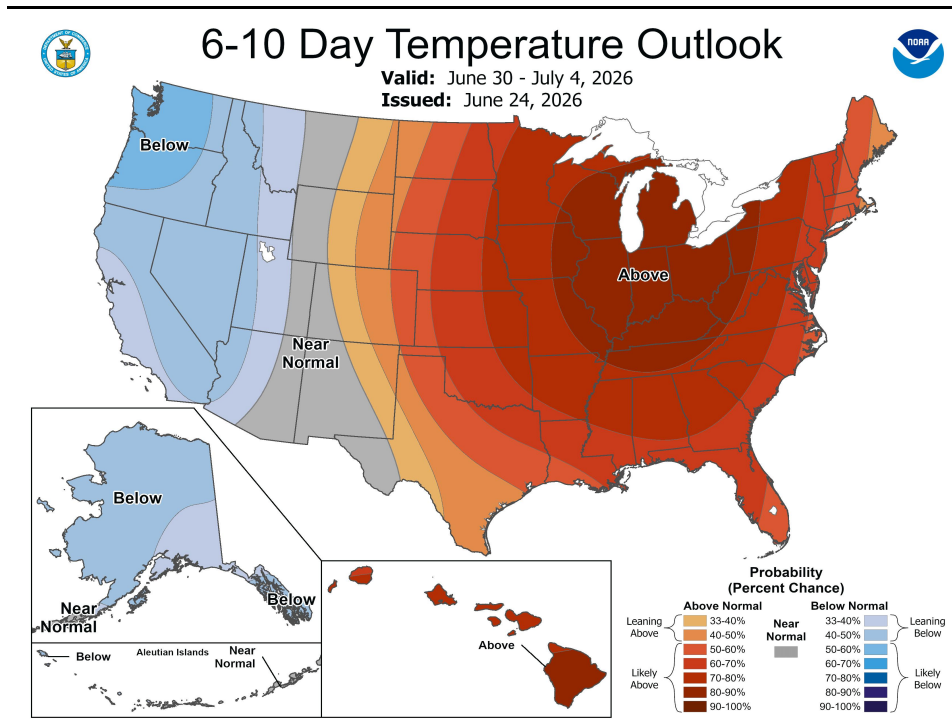 6-10 Day Temperature Outlook
Valid: June 30 - July 4, 2026
Issued: June 24, 2026
NOAA
Below
Above
Near
Normal
Below
Near
Normal
Below
Below
Aleutian Islands
Near
Normal
Above
Probability
(Percent Chance)
Above Normal
Below Normal
Leaning
Above
33-40%
40-50%
Likely
Above
50-60%
60-70%
70-80%
80-90%
90-100%
Near
Normal
33-40%
40-50%
Leaning
Below
50-60%
60-70%
70-80%
80-90%
90-100%
Likely
Below